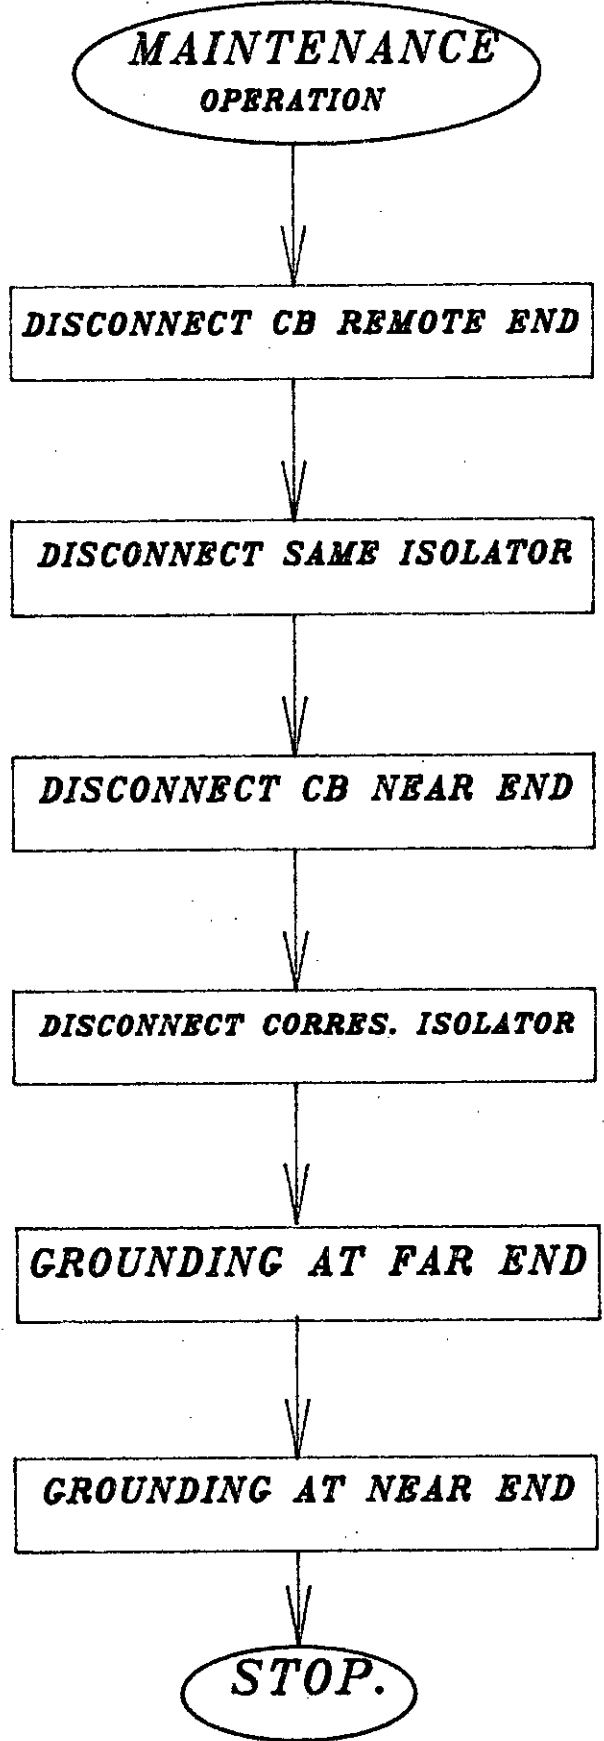 MAINTENANCE
OPERATION
DISCONNECT CB REMOTE END
DISCONNECT SAME ISOLATOR
DISCONNECT CB NEAR END
DISCONNECT CORRES. ISOLATOR
GROUNDING AT FAR END
GROUNDING AT NEAR END
STOP.